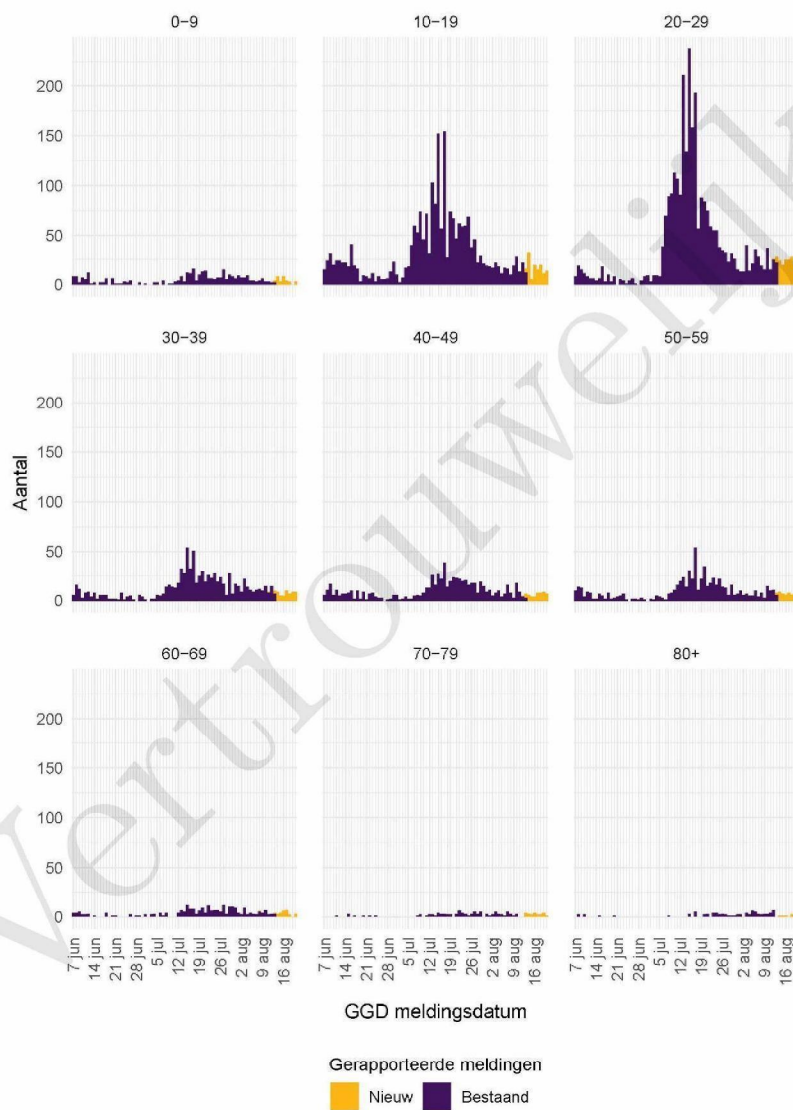 0−9 10−19 20−29
200
150
100
50
0
30−39 40−49 50−59
200
150
100
50
0
60−69 70−79 80+
200
150
100
50
0
Aantal
7 jun 14 jun 21 jun 28 jun 5 jul 12 jul 19 jul 26 jul 2 aug 9 aug 16 aug 7 jun 14 jun 21 jun 28 jun 5 jul 12 jul 19 jul 26 jul 2 aug 9 aug 16 aug 7 jun 14 jun 21 jun 28 jun 5 jul 12 jul 19 jul 26 jul 2 aug 9 aug 16 aug
GGD meldingsdatum
Gerapporteerde meldingen
Nieuw Bestaand
Vertrouwelijk